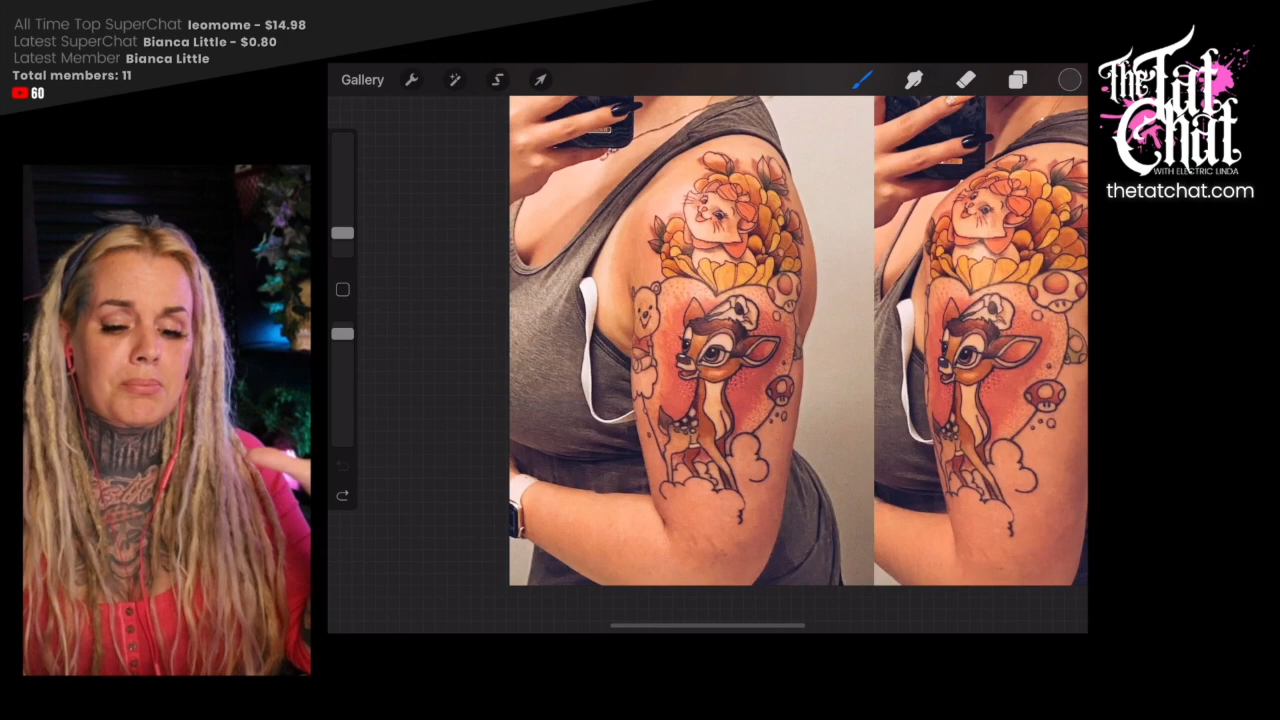 All Time Top SuperChat leomome - $14.98
Latest SuperChat Bianca Little - $0.80
Latest Member Bianca Little
Total members: 11
60
Gallery
The Tat Chat
WITH ELECTRIC LINDA
thetatchat.com